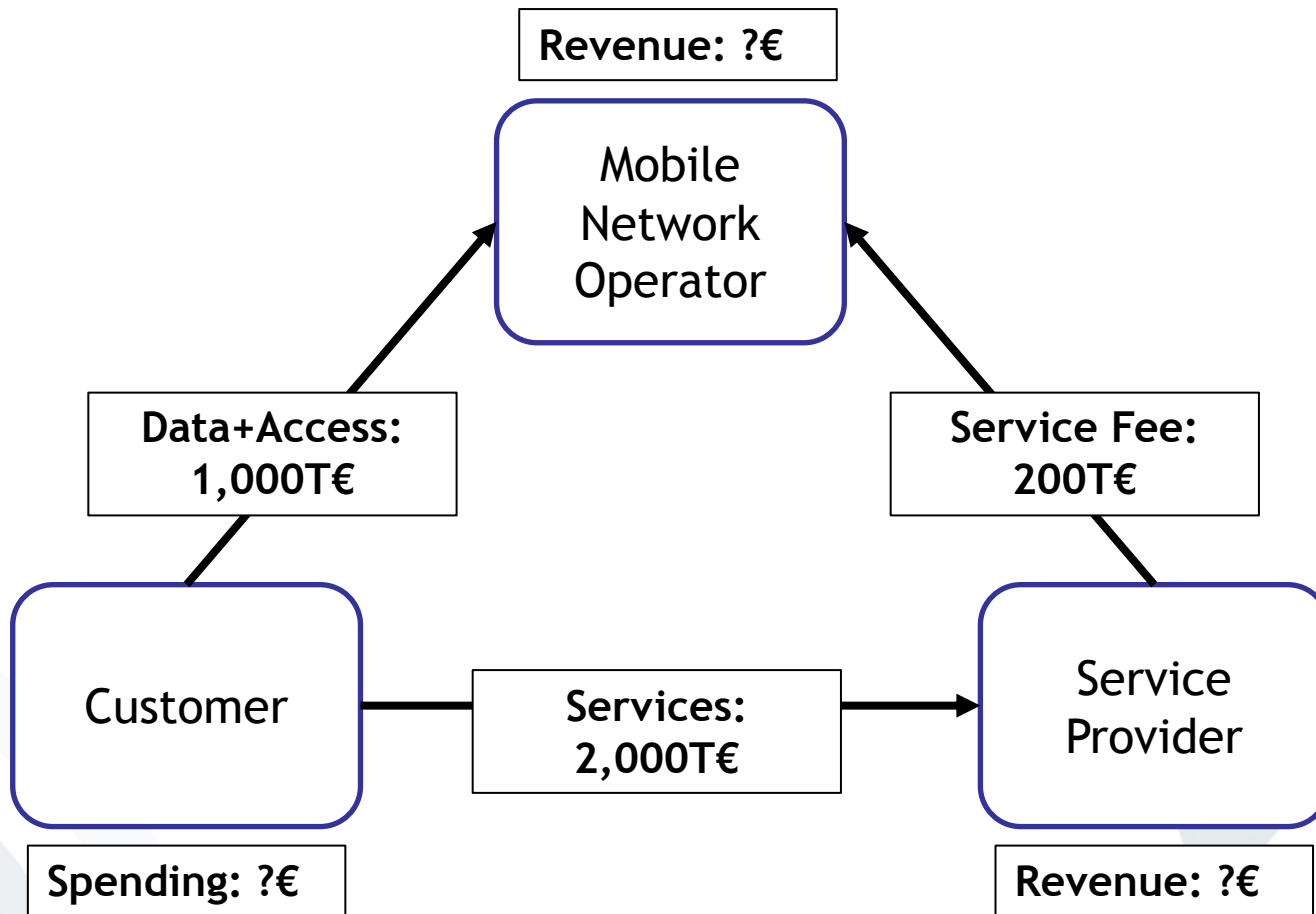 Revenue: ?€
Mobile
Network
Operator
Data+Access:
1,000T€
Service Fee:
200T€
Customer
Services:
2,000T€
Service
Provider
Spending: ?€
Revenue: ?€